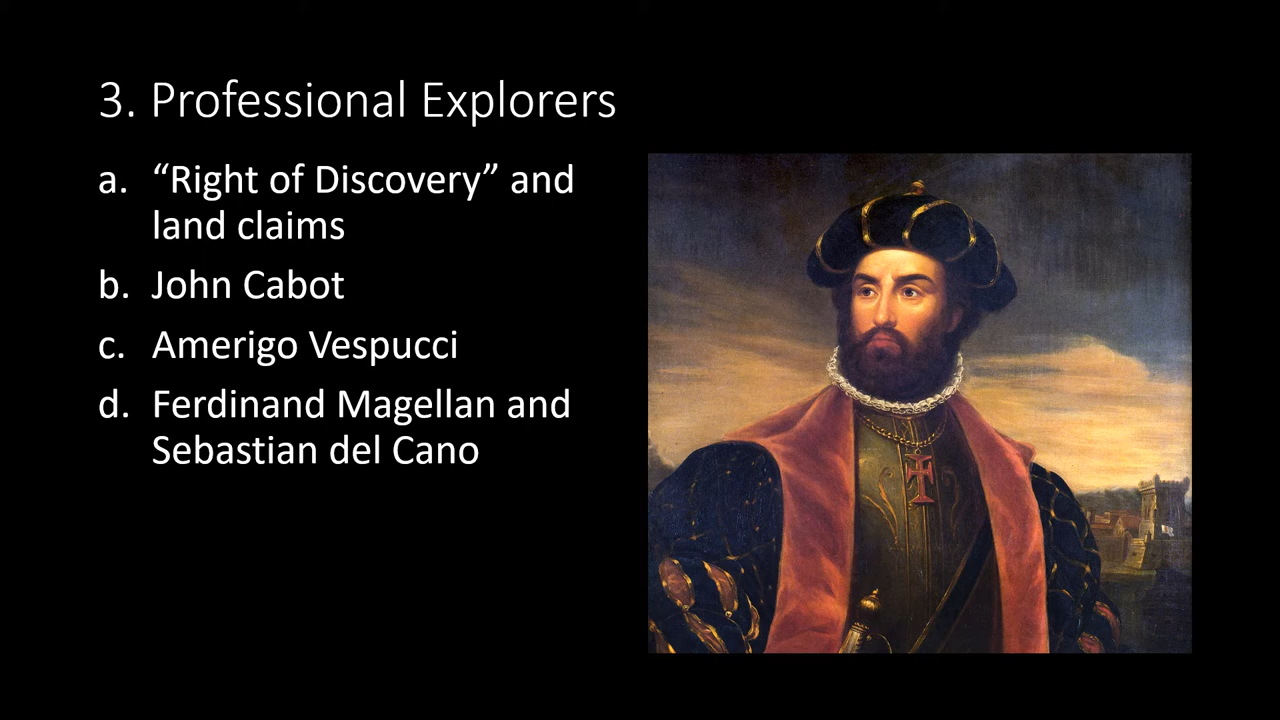 3. Professional Explorers
a. “Right of Discovery” and
land claims
b. John Cabot
c. Amerigo Vespucci
d. Ferdinand Magellan and
Sebastian del Cano